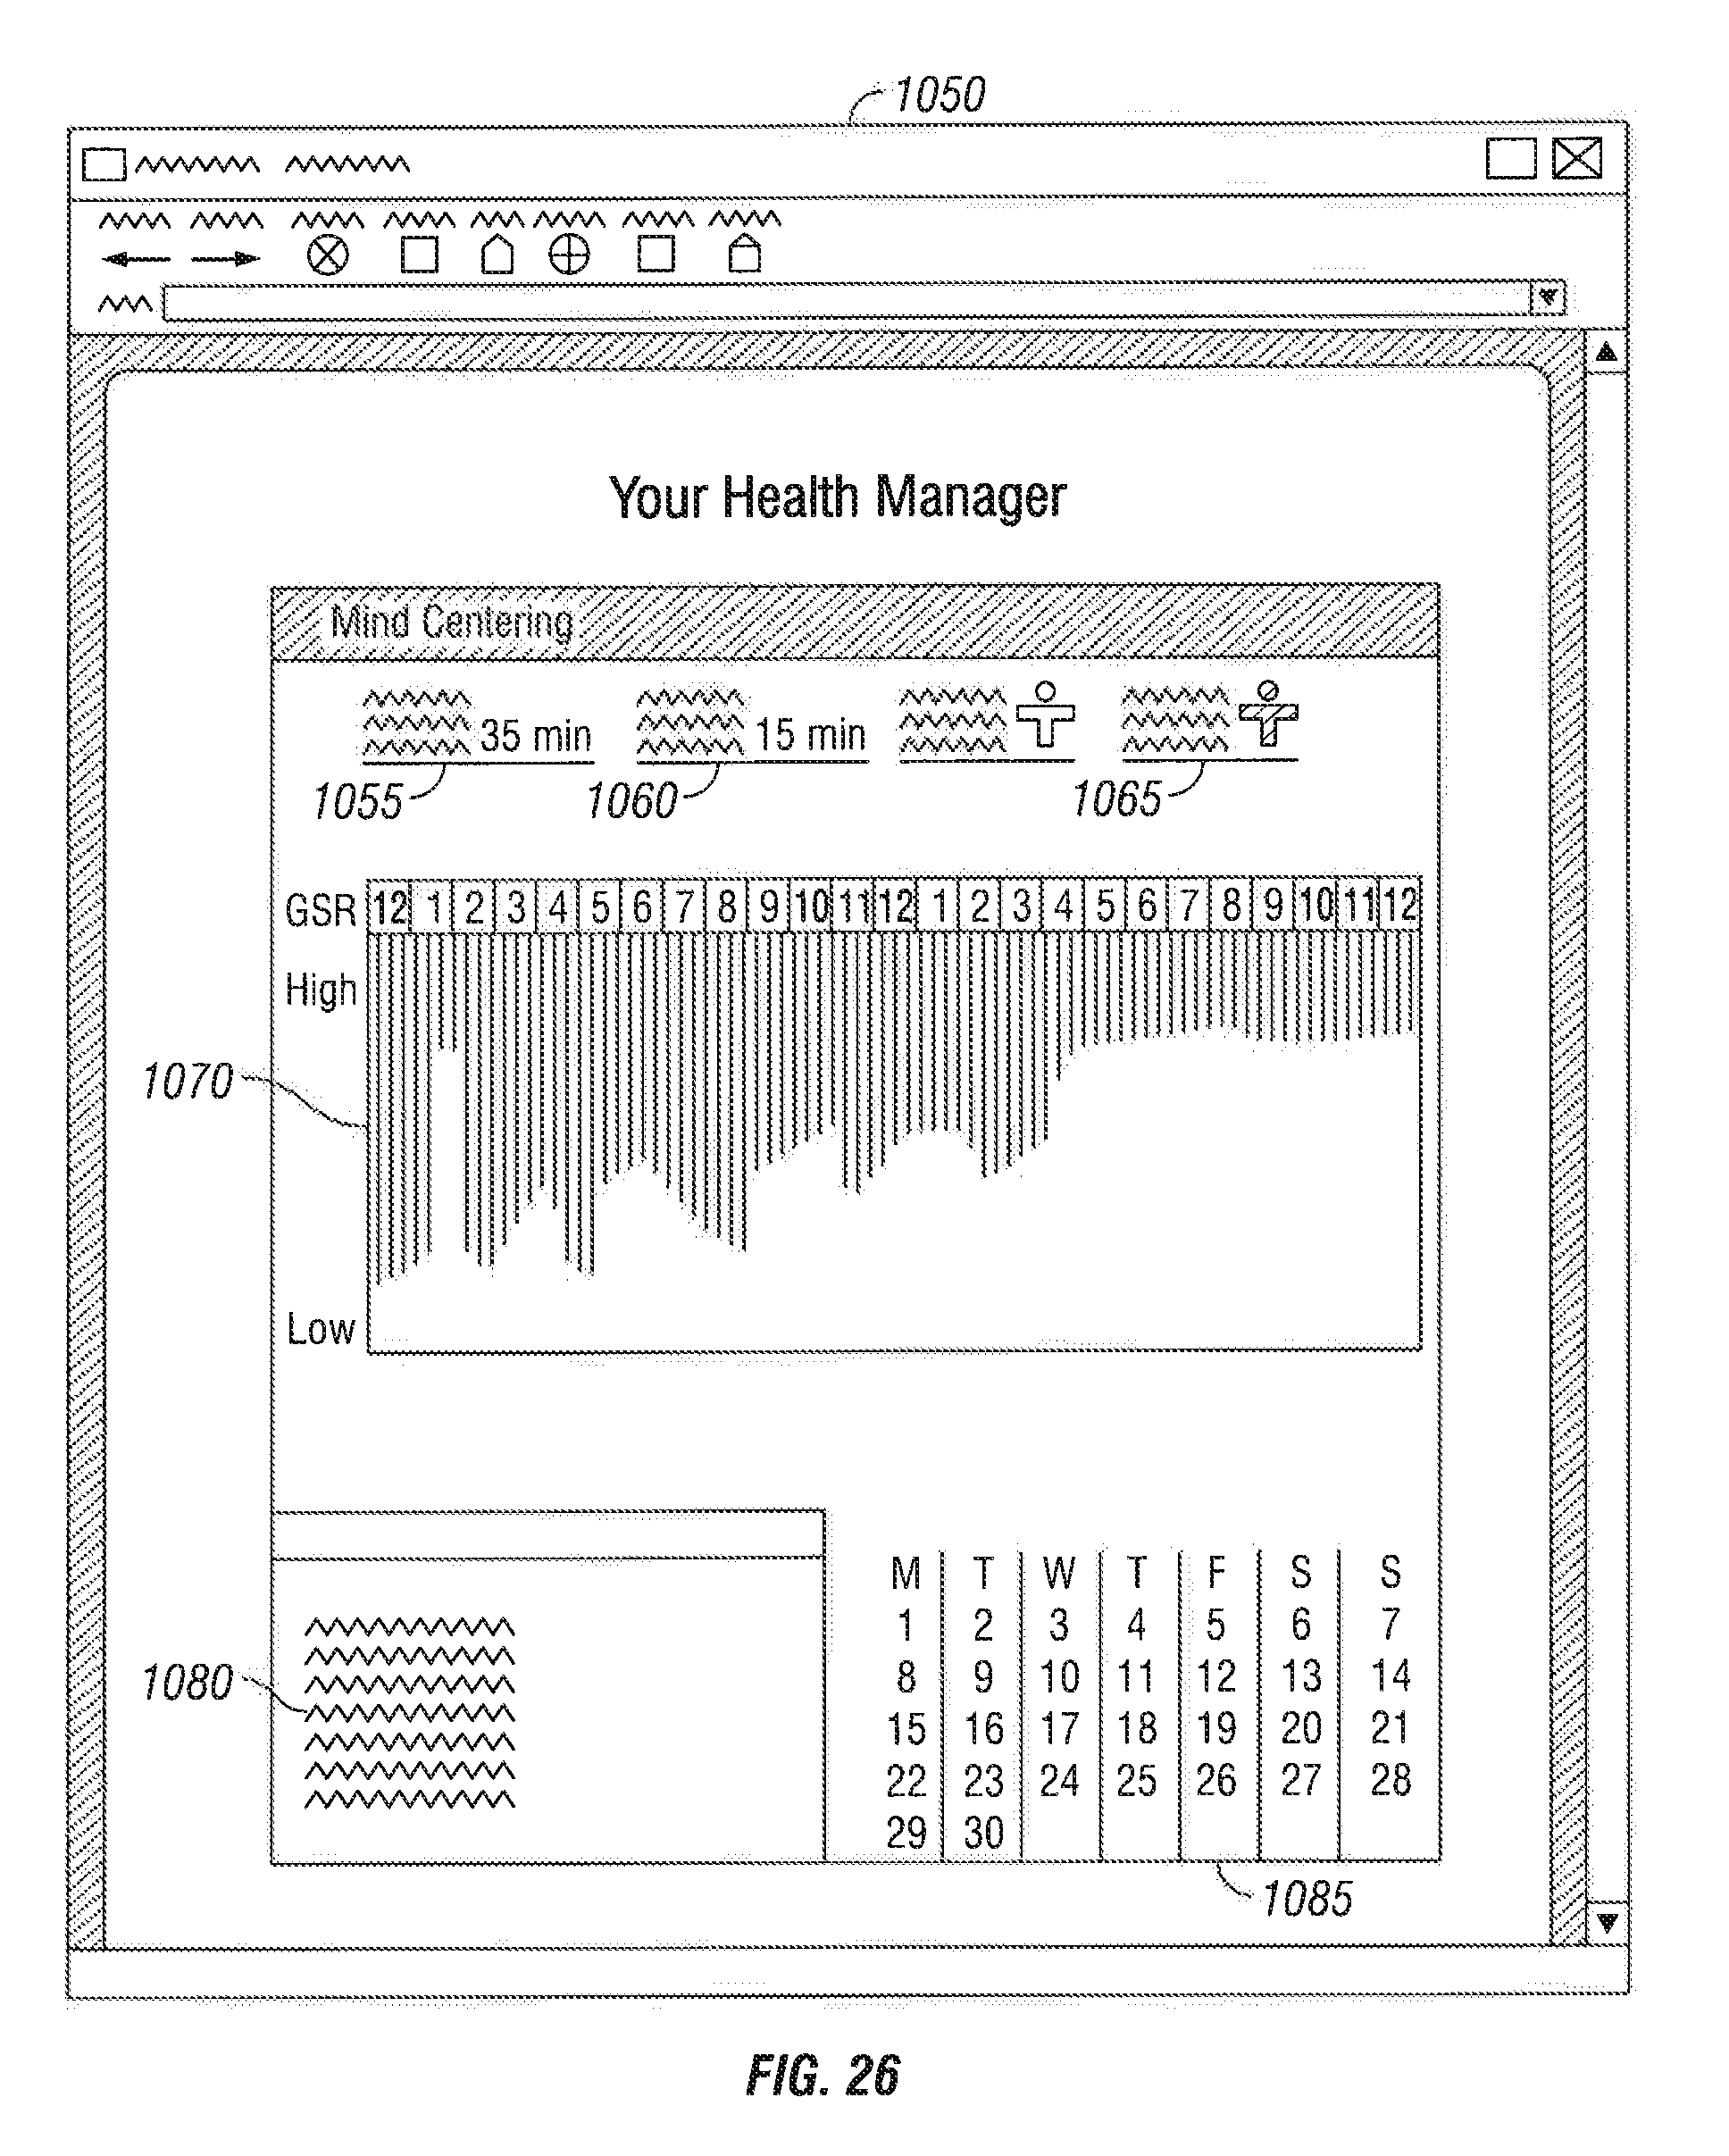 1050
Your Health Manager
Mind Centering
35 min 15 min
1055 1060 1065
GSR 12 1 2 3 4 5 6 7 8 9 10 11 12 1 2 3 4 5 6 7 8 9 10 11 12
High
1070
Low
M T W T F S S
1 2 3 4 5 6 7
8 9 10 11 12 13 14
1080
15 16 17 18 19 20 21
22 23 24 25 26 27 28
29 30
1085
FIG. 26